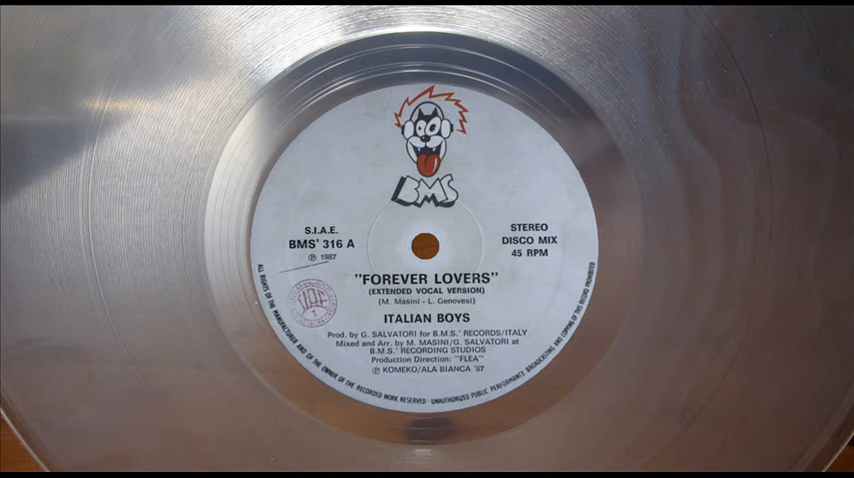 BMS
S.I.A.E.
BMS' 316 A
℗ 1987
STEREO
DISCO MIX
45 RPM
"FOREVER LOVERS"
(EXTENDED VOCAL VERSION)
(M. Masini - L. Genovesi)
ITALIAN BOYS
Prod. by G. SALVATORI for B.M.S.' RECORDS/ITALY
Mixed and Arr. by M. MASINI/G. SALVATORI at
B.M.S.' RECORDING STUDIOS
Production Direction: "FLEA"
℗ KOMEKO/ALA BIANCA '87
ALL RIGHTS OF THE MANUFACTURER AND OF THE OWNER OF THE RECORDED WORK RESERVED · UNAUTHORIZED PUBLIC PERFORMANCE BROADCASTING AND COPYING OF THIS RECORD PROHIBITED